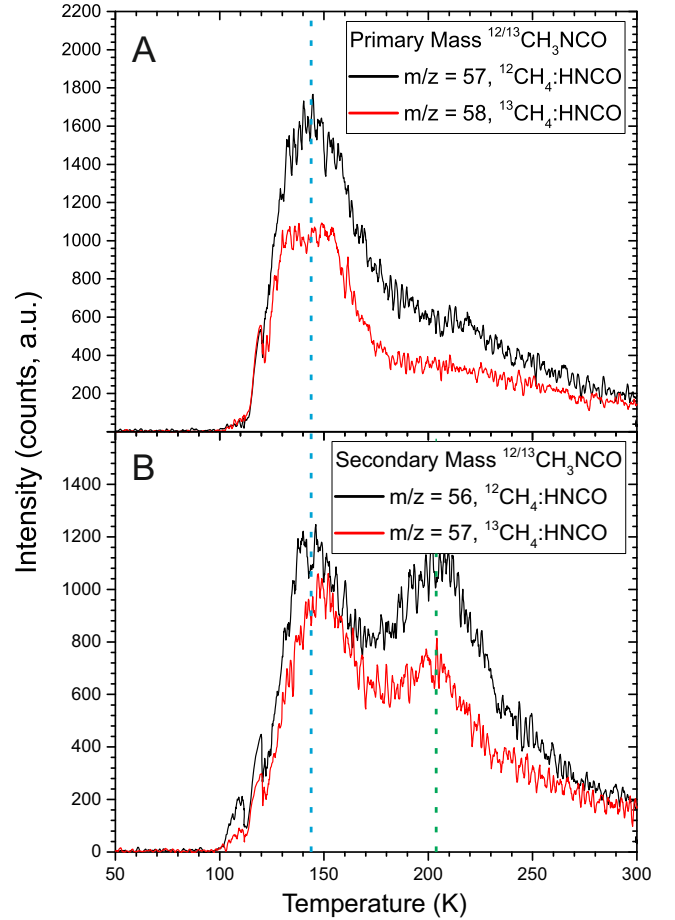 2200
2000
1800
1600
1400
1200
1000
800
600
400
200
A
Primary Mass ¹²/¹³CH₃NCO
m/z = 57, ¹²CH₄:HNCO
m/z = 58, ¹³CH₄:HNCO
Intensity (counts, a.u.)
1400
1200
1000
800
600
400
200
0
B
Secondary Mass ¹²/¹³CH₃NCO
m/z = 56, ¹²CH₄:HNCO
m/z = 57, ¹³CH₄:HNCO
50 100 150 200 250 300
Temperature (K)